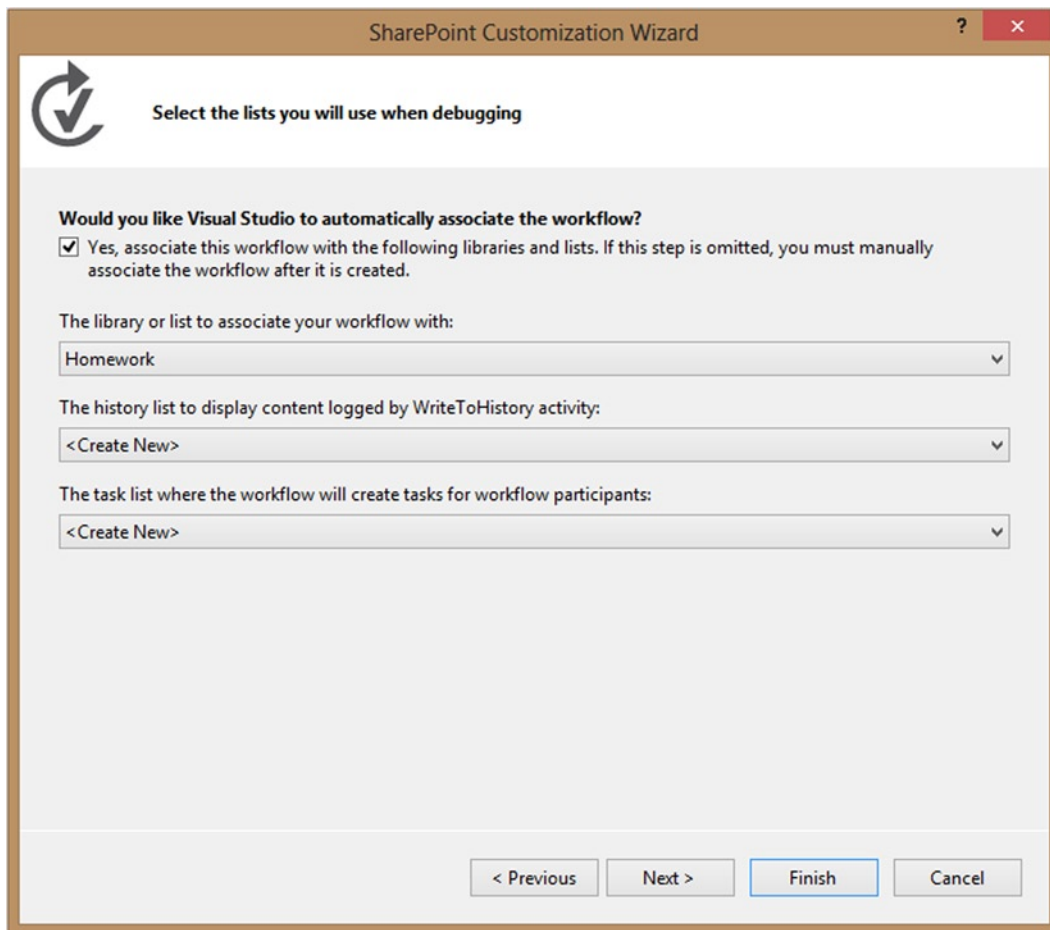 SharePoint Customization Wizard
?
Select the lists you will use when debugging
Would you like Visual Studio to automatically associate the workflow?
Yes, associate this workflow with the following libraries and lists. If this step is omitted, you must manually
associate the workflow after it is created.
The library or list to associate your workflow with:
Homework
The history list to display content logged by WriteToHistory activity:
<Create New>
The task list where the workflow will create tasks for workflow participants:
<Create New>
< Previous
Next >
Finish
Cancel